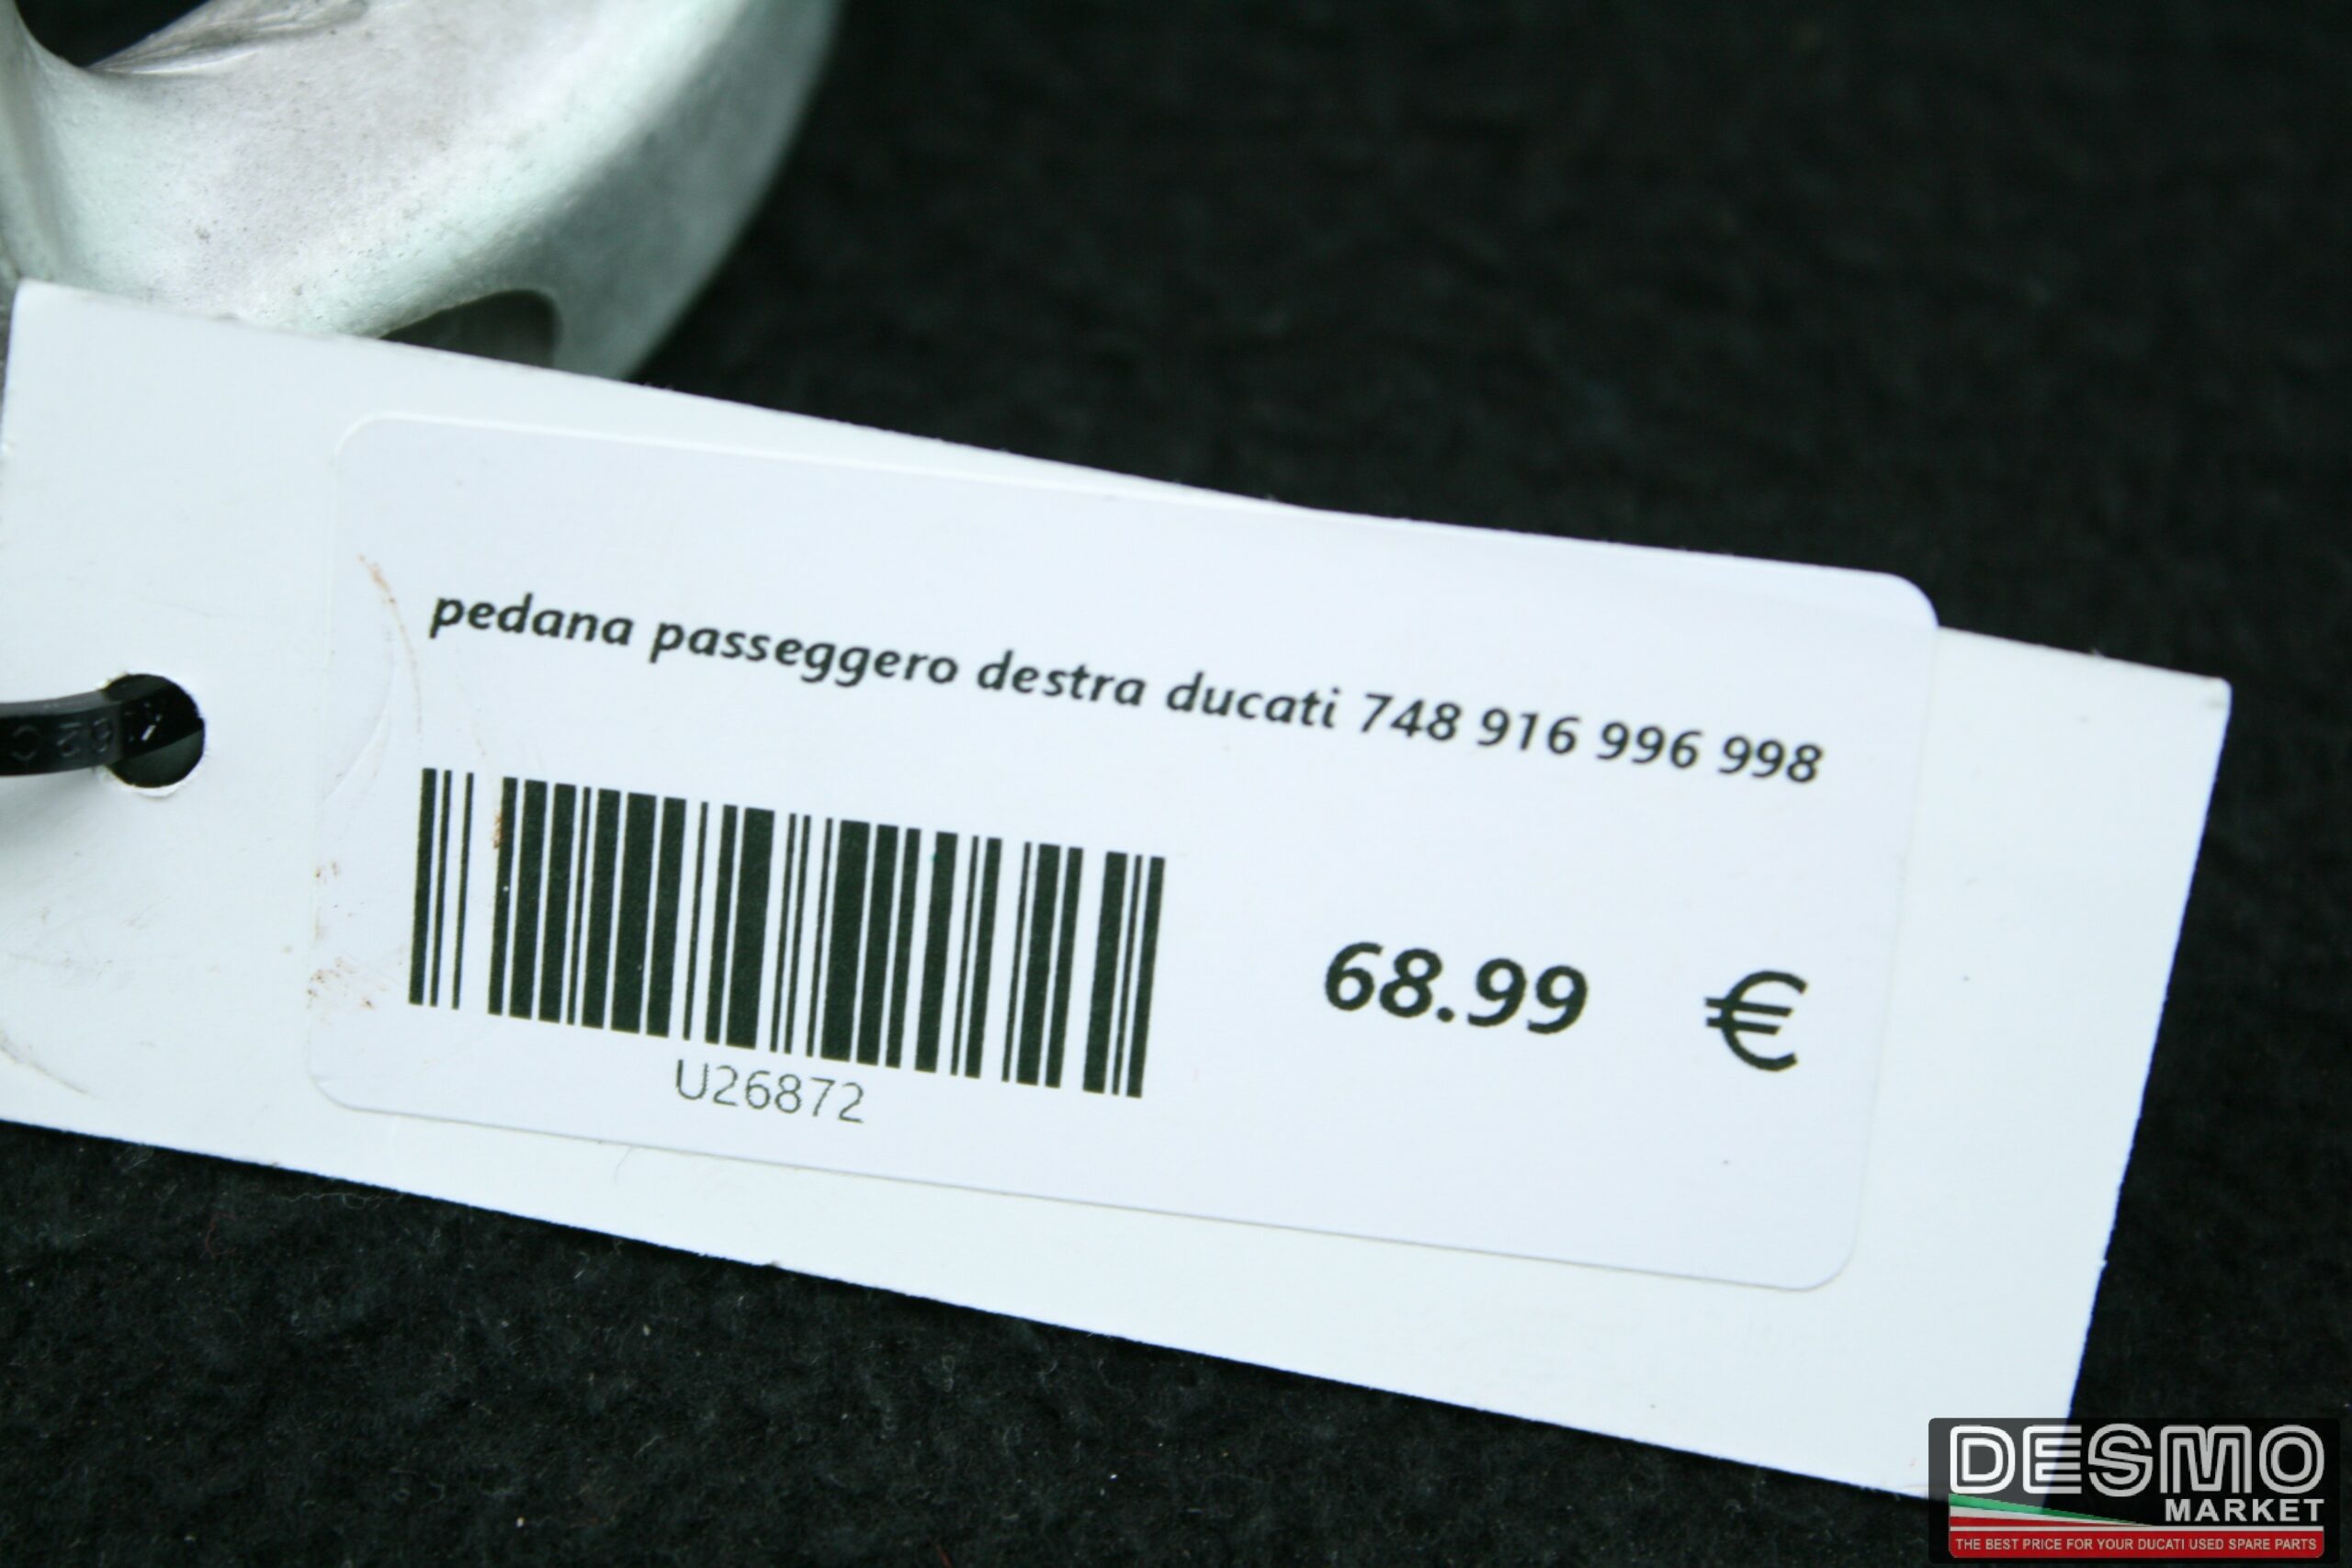 pedana passeggero destra ducati 748 916 996 998
68.99 €
U26872
DESMO
MARKET
THE BEST PRICE FOR YOUR DUCATI USED SPARE PARTS